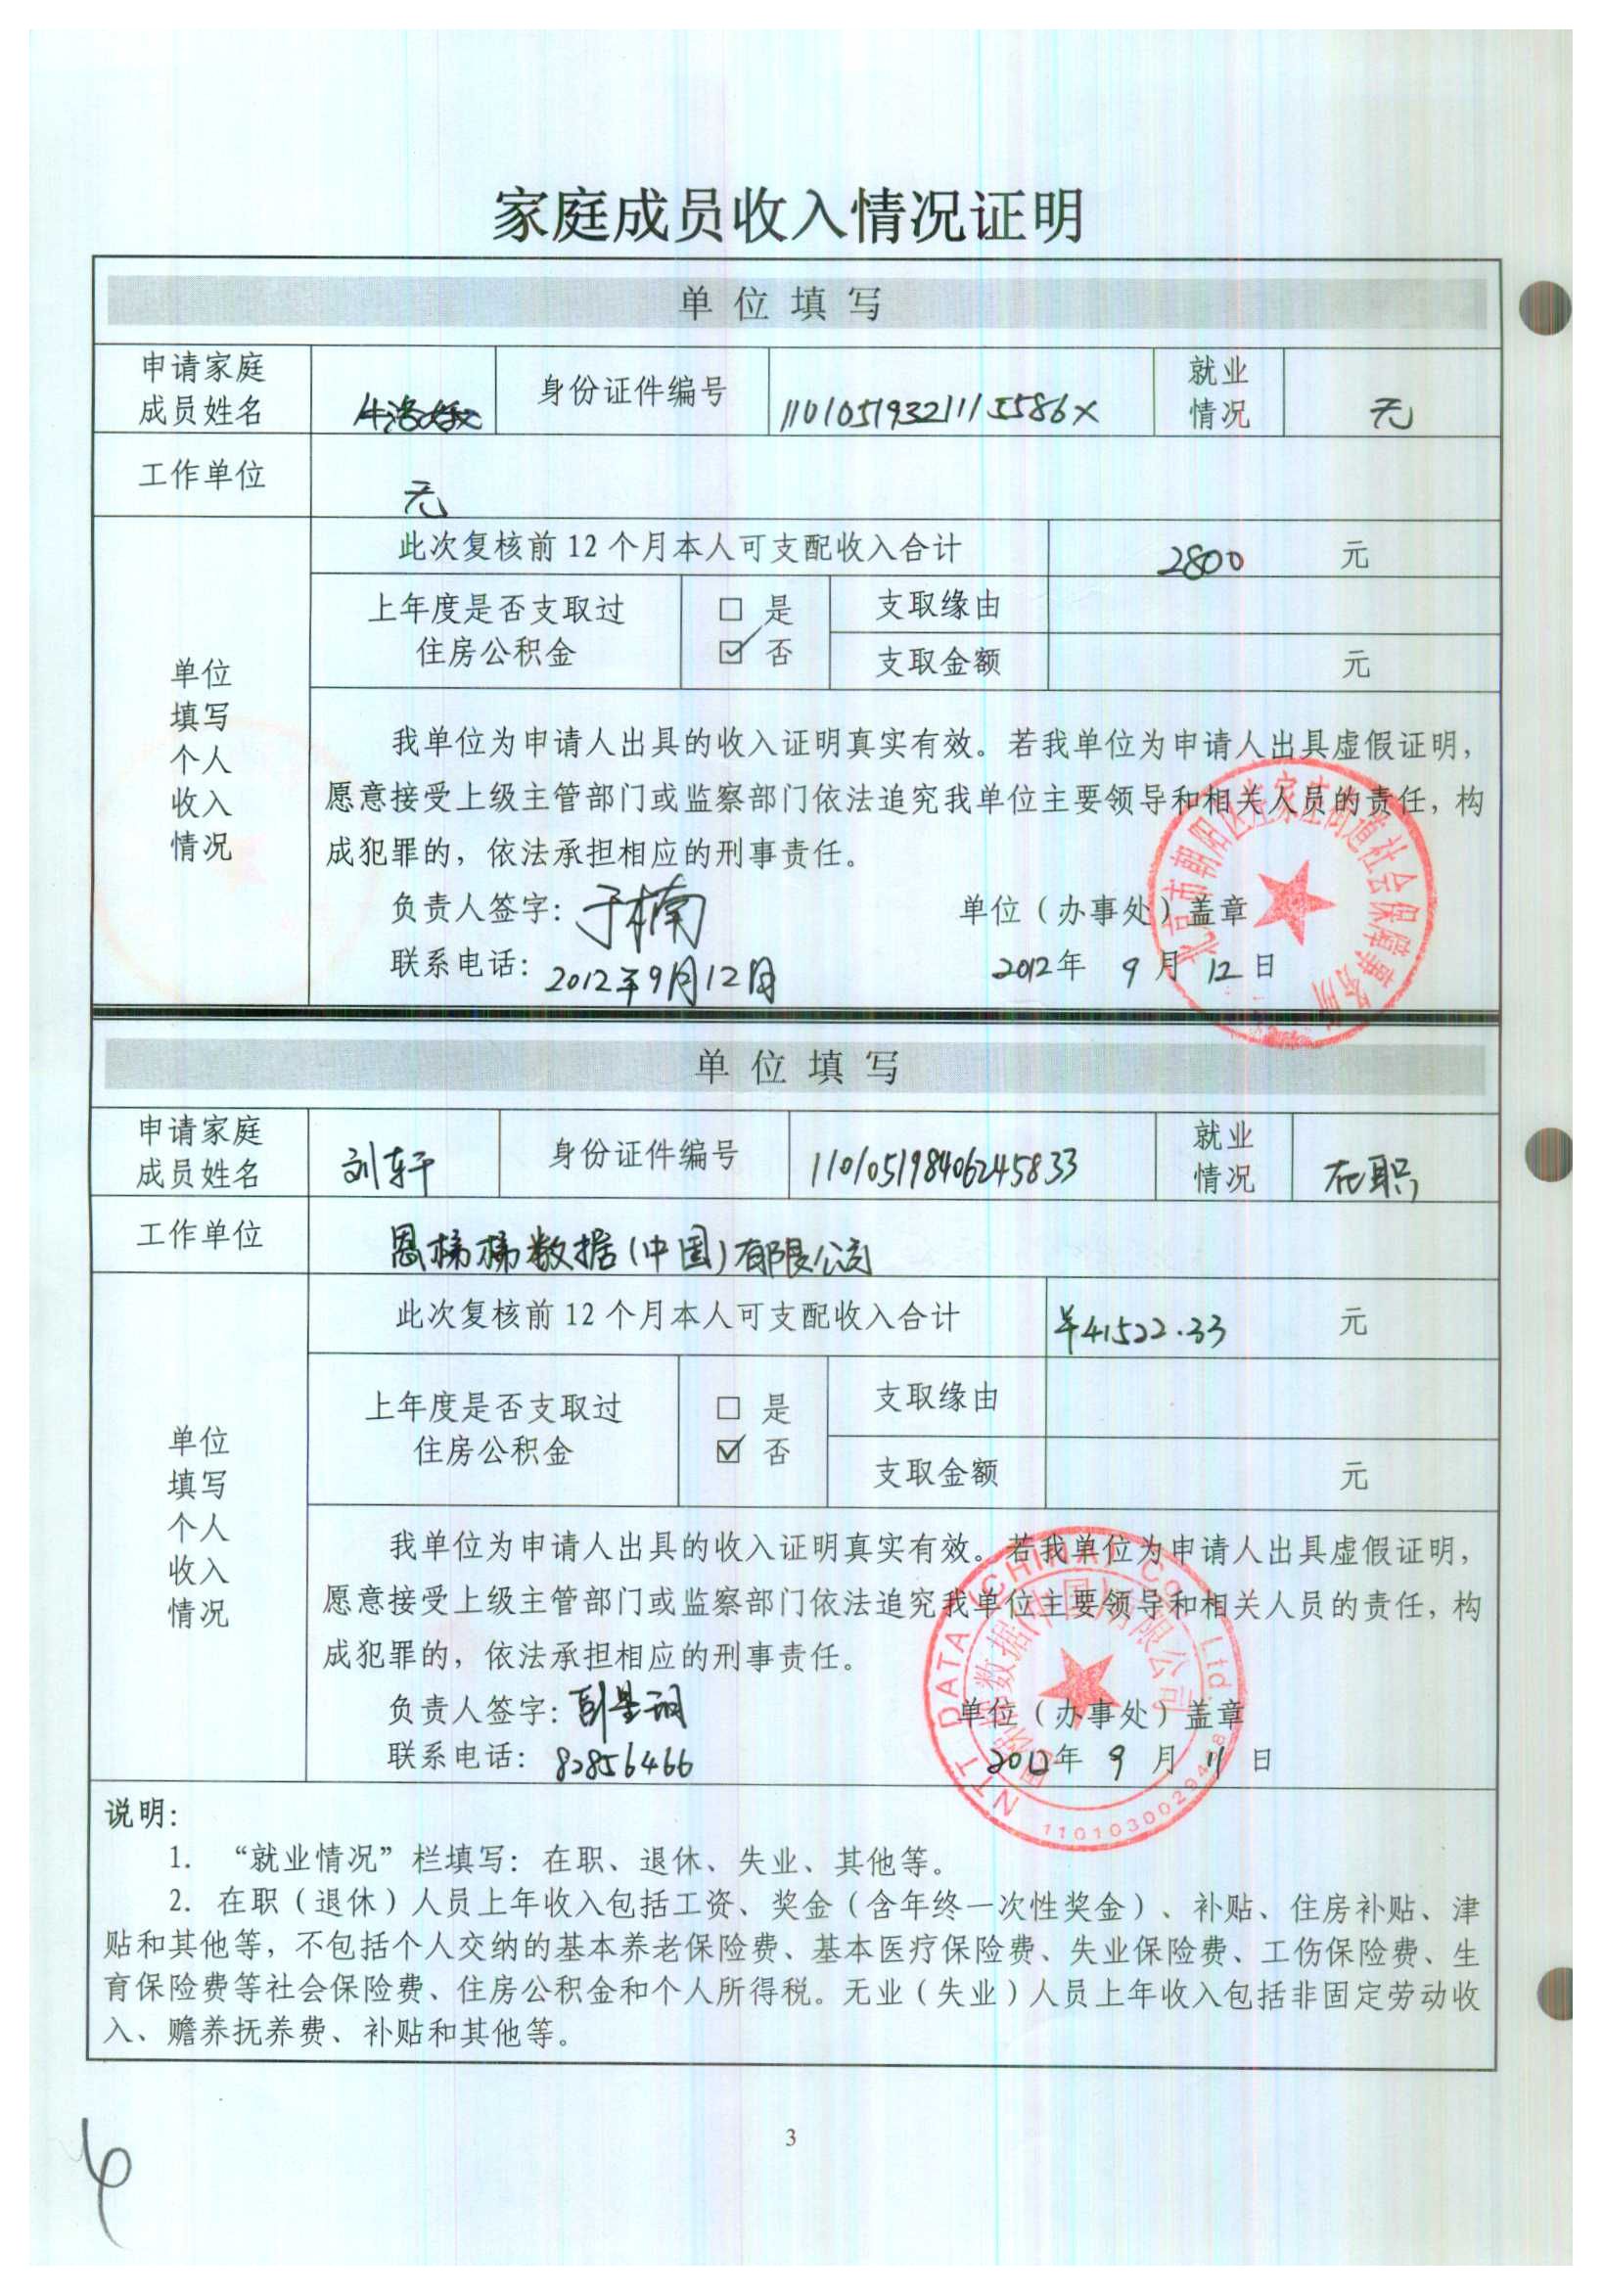 家庭成员收入情况证明
单位填写
申请家庭成员姓名 身份证件编号 11010519321115586X 就业情况 无
工作单位 无
单位填写个人收入情况
此次复核前12个月本人可支配收入合计 2800 元
上年度是否支取过住房公积金 □ 是 ☑ 否
支取缘由
支取金额 元
我单位为申请人出具的收入证明真实有效。若我单位为申请人出具虚假证明，
愿意接受上级主管部门或监察部门依法追究我单位主要领导和相关人员的责任，构
成犯罪的，依法承担相应的刑事责任。
负责人签字：于楠 单位（办事处）盖章
联系电话：2012年9月12日 2012年 9月 12日
单位填写
申请家庭成员姓名 刘轩 身份证件编号 110105198406245833 就业情况 在职
工作单位 恩梯梯数据(中国)有限公司
单位填写个人收入情况
此次复核前12个月本人可支配收入合计 ¥41522.33 元
上年度是否支取过住房公积金 □ 是 ☑ 否
支取缘由
支取金额 元
我单位为申请人出具的收入证明真实有效。若我单位为申请人出具虚假证明，
愿意接受上级主管部门或监察部门依法追究我单位主要领导和相关人员的责任，构
成犯罪的，依法承担相应的刑事责任。
负责人签字： 单位（办事处）盖章
联系电话：82856466 2012年 9月 11日
NTT DATA (CHINA) Co. Ltd
说明：
1. “就业情况”栏填写：在职、退休、失业、其他等。
2. 在职（退休）人员上年收入包括工资、奖金（含年终一次性奖金）、补贴、住房补贴、津
贴和其他等，不包括个人交纳的基本养老保险费、基本医疗保险费、失业保险费、工伤保险费、生
育保险费等社会保险费、住房公积金和个人所得税。无业（失业）人员上年收入包括非固定劳动收
入、赡养抚养费、补贴和其他等。
3